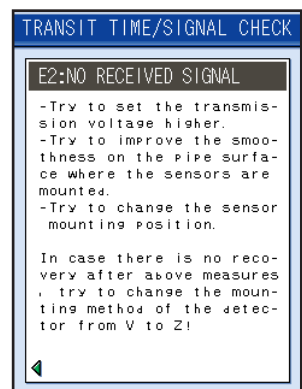 TRANSIT TIME/SIGNAL CHECK
E2:NO RECEIVED SIGNAL
-Try to set the transmis-
sion voltage higher.
-Try to improve the smoo-
thness on the pipe surfa-
ce where the sensors are
mounted.
-Try to change the sensor
mounting position.
In case there is no reco-
very after above measures
, try to change the moun-
ting method of the detec-
tor from V to Z!